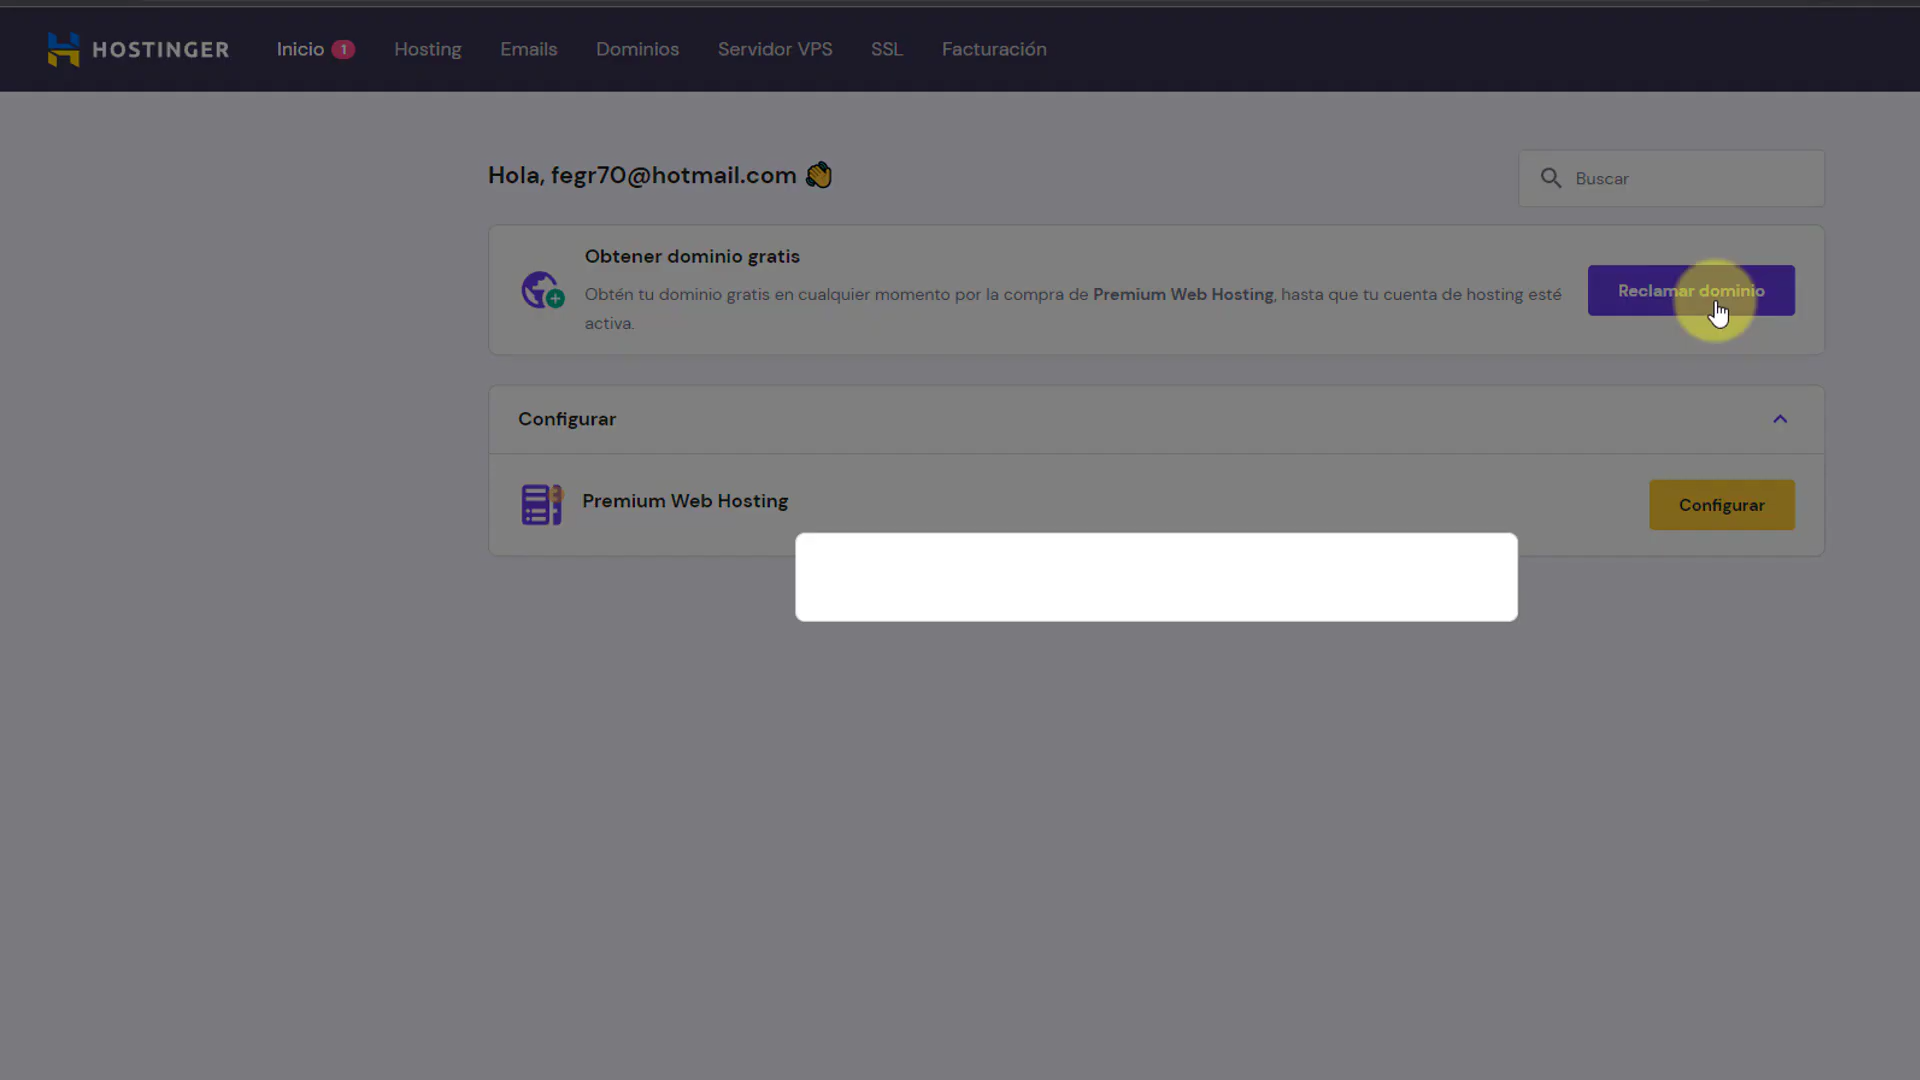 HOSTINGER
Inicio 1
Hosting
Emails
Dominios
Servidor VPS
SSL
Facturación
Hola, fegr70@hotmail.com 👋
Buscar
Obtener dominio gratis
Obtén tu dominio gratis en cualquier momento por la compra de Premium Web Hosting, hasta que tu cuenta de hosting esté
activa.
Reclamar dominio
Configurar
Premium Web Hosting
Configurar